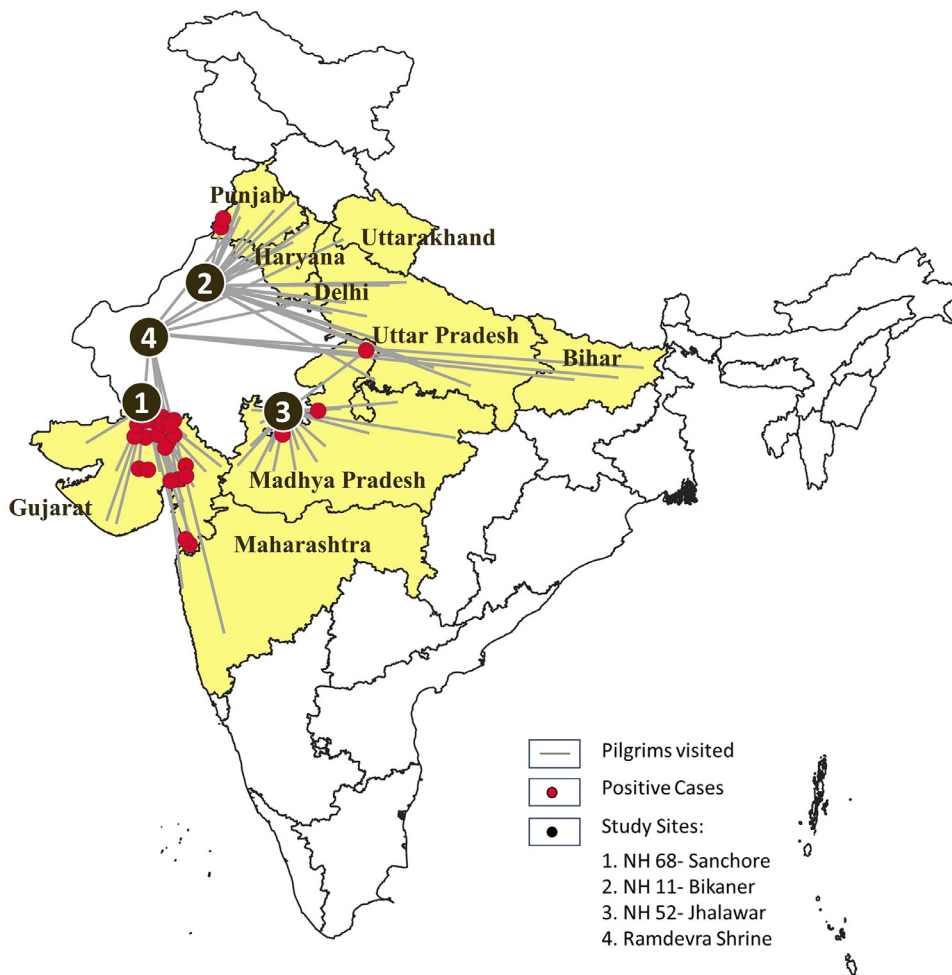 Punjab
Uttarakhand
Haryana
2
Delhi
4
Uttar Pradesh
Bihar
1
3
Madhya Pradesh
Gujarat
Maharashtra
Pilgrims visited
Positive Cases
Study Sites:
1. NH 68- Sanchore
2. NH 11- Bikaner
3. NH 52- Jhalawar
4. Ramdevra Shrine